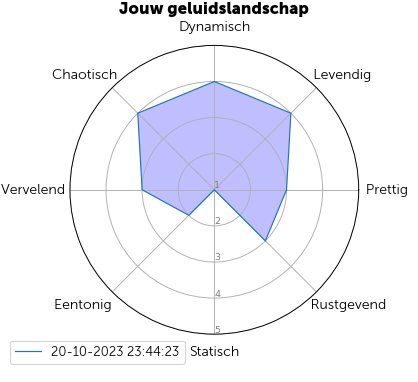 Jouw geluidslandschap
Dynamisch
Chaotisch
Levendig
Vervelend
1
Prettig
2
3
4
Eentonig
Rustgevend
5
20-10-2023 23:44:23
Statisch